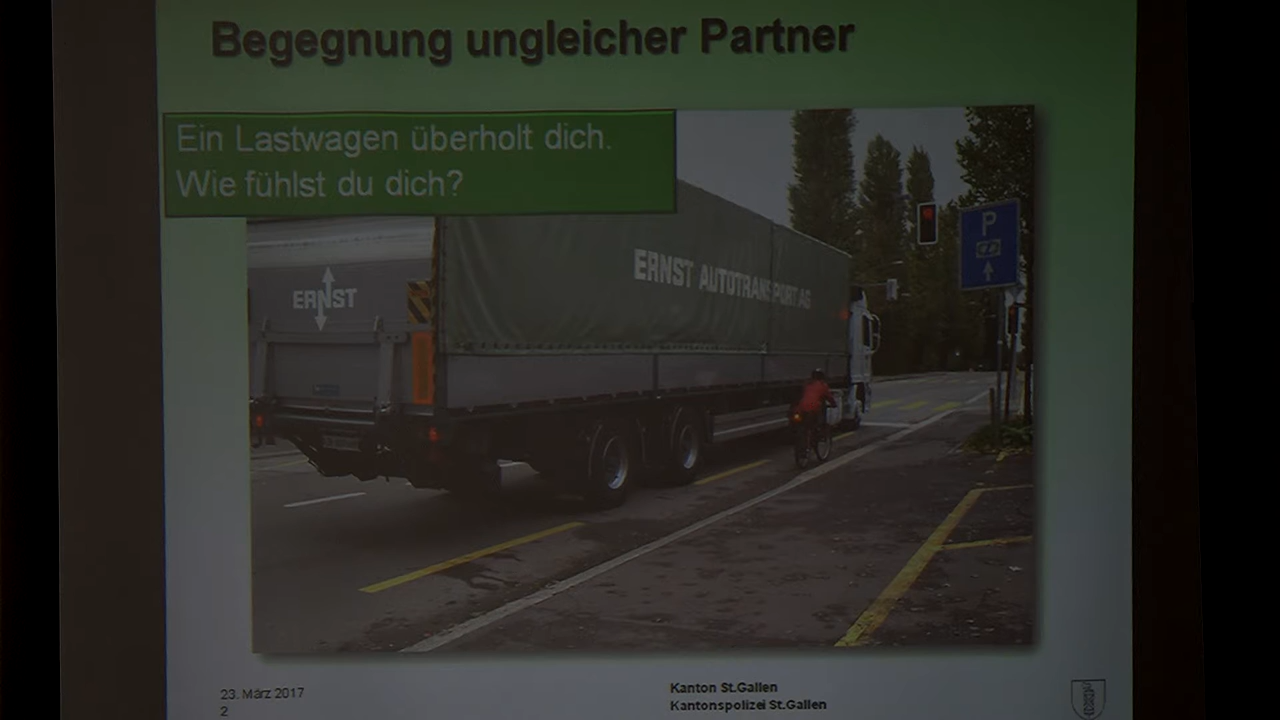 Begegnung ungleicher Partner
Ein Lastwagen überholt dich.
Wie fühlst du dich?
ERNST AUTOTRANSPORT AG
ERNST
P
23. März 2017
2
Kanton St.Gallen
Kantonspolizei St.Gallen